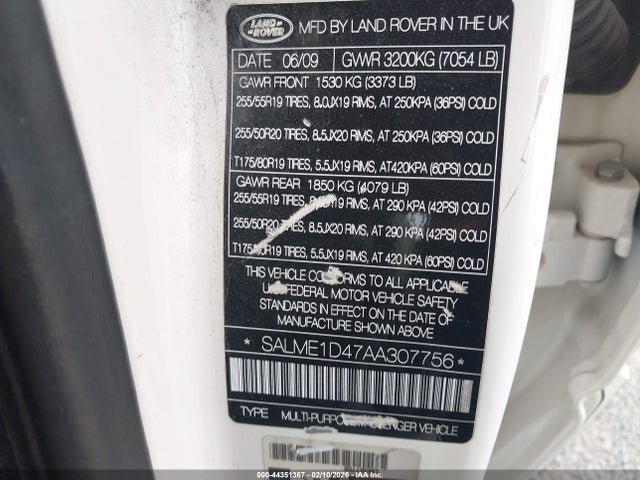 LAND ROVER
MFD BY LAND ROVER IN THE UK
DATE 06/09 GVWR 3200KG (7054 LB)
GAWR FRONT 1530 KG (3373 LB)
255/55R19 TIRES, 8.0JX19 RIMS, AT 250KPA (36PSI) COLD
255/50R20 TIRES, 8.5JX20 RIMS, AT 250KPA (36PSI) COLD
T175/80R19 TIRES, 5.5JX19 RIMS, AT 420KPA (60PSI) COLD
GAWR REAR 1850 KG (4079 LB)
255/55R19 TIRES, RIMS, AT 290 KPA (42PSI) COLD
255/50R20 TIRES, 8.5JX20 RIMS, AT 290 KPA (42PSI) COLD
T175/80R19 TIRES, 5.5JX19 RIMS, AT 420 KPA (60PSI) COLD
THIS VEHICLE CONFORMS TO ALL APPLICABLE
FEDERAL MOTOR VEHICLE SAFETY
STANDARDS IN EFFECT ON THE DATE OF
MANUFACTURE SHOWN ABOVE
* SALME1D47AA307756 *
TYPE MULTI-PURPOSE PASSENGER VEHICLE
000-44351367 - 02/10/2026 - COPYRIGHT IAA, LLC